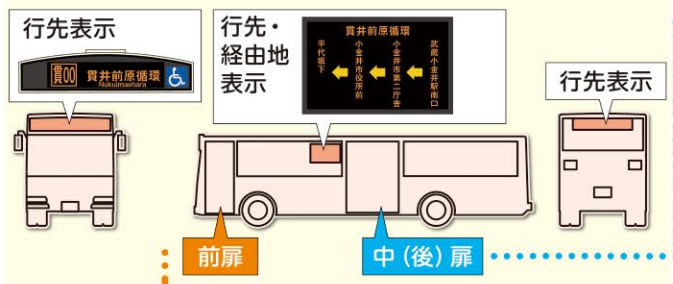 行先表示
貫00 貫井前原循環
Nukuimaehara
行先・
経由地
表示
貫井前原循環
武蔵小金井駅南口
小金井市第二庁舎
小金井市役所前
平代坂下
行先表示
前扉
中（後）扉